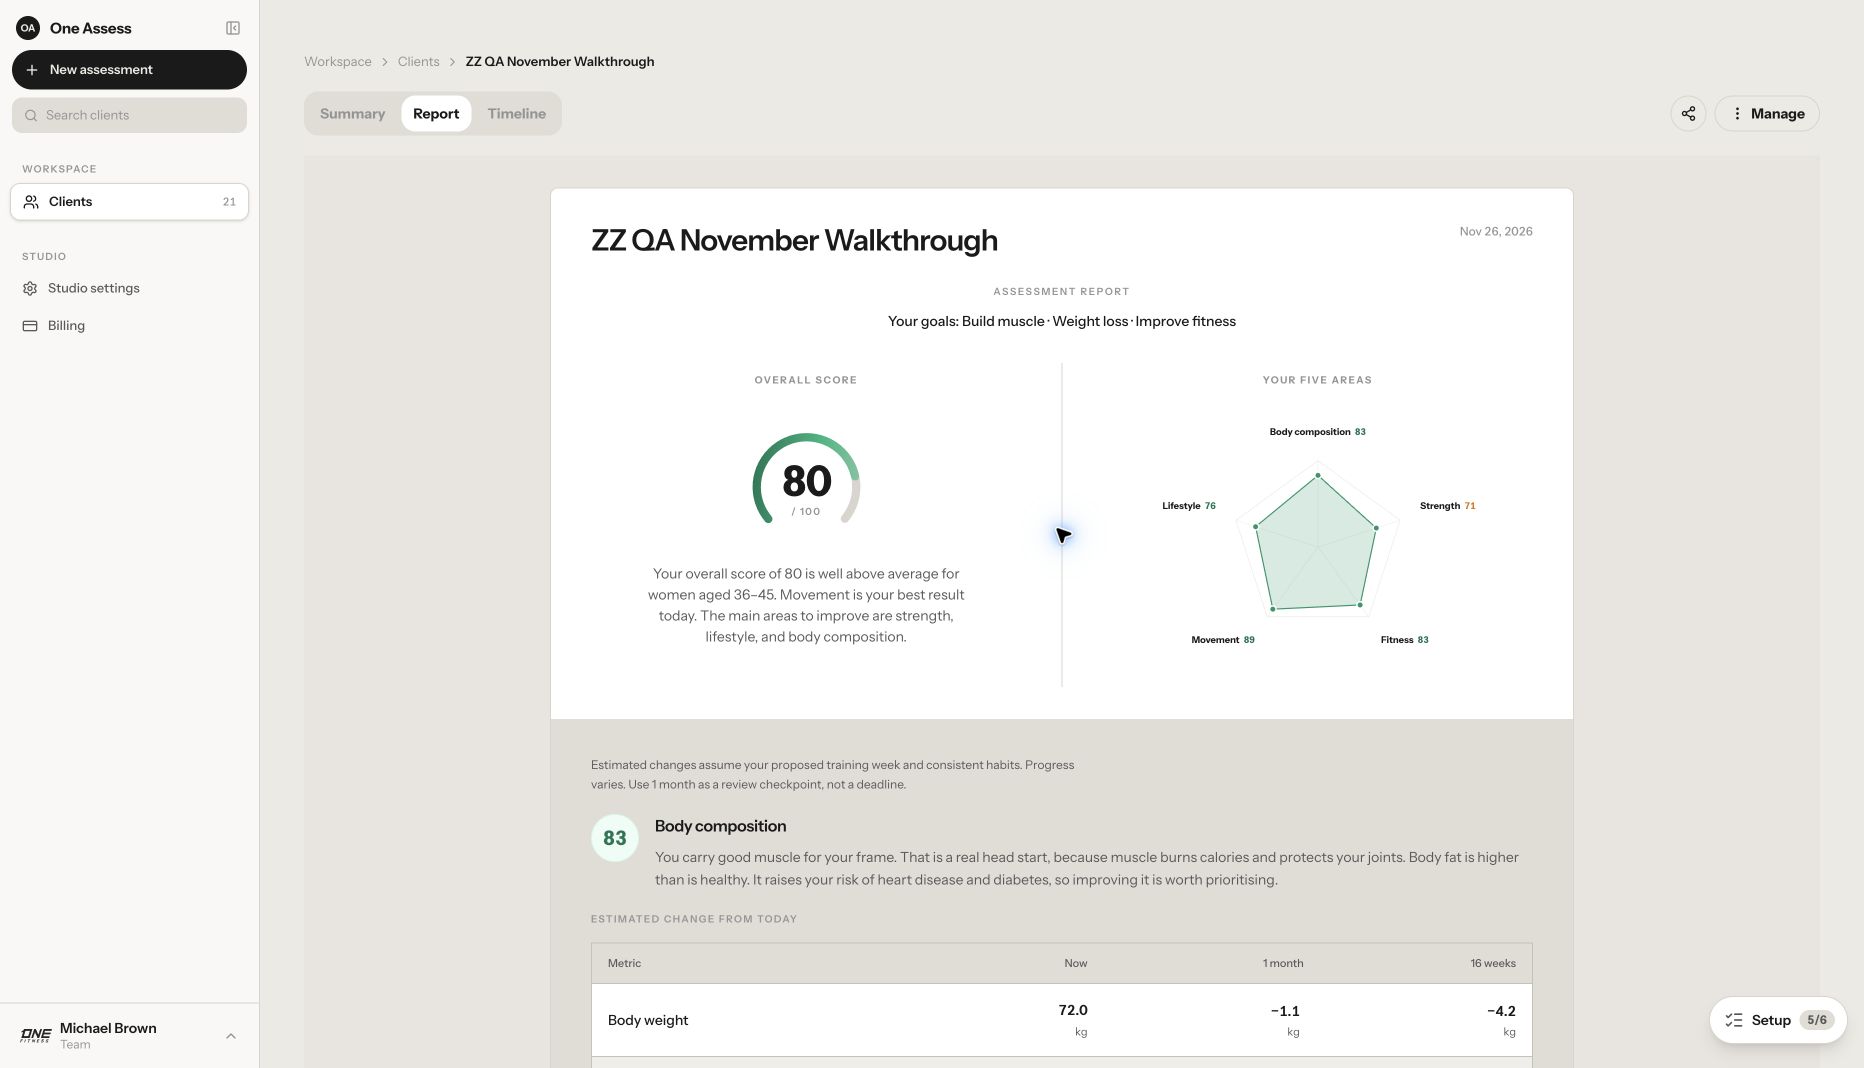 OA One Assess
New assessment
Search clients
WORKSPACE
Clients 21
STUDIO
Studio settings
Billing
ONE FITNESS
Michael Brown
Team
Workspace > Clients > ZZ QA November Walkthrough
Summary Report Timeline
Manage
ZZ QA November Walkthrough
Nov 26, 2026
ASSESSMENT REPORT
Your goals: Build muscle · Weight loss · Improve fitness
OVERALL SCORE
80
/ 100
Your overall score of 80 is well above average for
women aged 36–45. Movement is your best result
today. The main areas to improve are strength,
lifestyle, and body composition.
YOUR FIVE AREAS
Body composition 83
Lifestyle 76
Strength 71
Movement 89
Fitness 83
Estimated changes assume your proposed training week and consistent habits. Progress
varies. Use 1 month as a review checkpoint, not a deadline.
83
Body composition
You carry good muscle for your frame. That is a real head start, because muscle burns calories and protects your joints. Body fat is higher
than is healthy. It raises your risk of heart disease and diabetes, so improving it is worth prioritising.
ESTIMATED CHANGE FROM TODAY
Metric Now 1 month 16 weeks
Body weight 72.0 kg −1.1 kg −4.2 kg
Setup 5/6